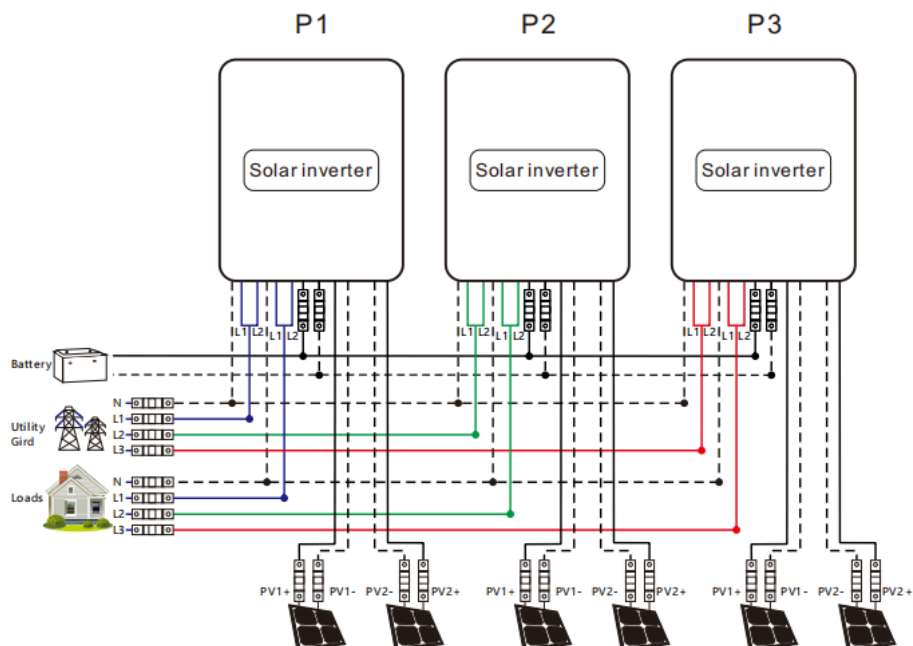 P1 P2 P3
Solar inverter Solar inverter Solar inverter
L1 L2 L1 L2 L1 L2 L1 L2 L1 L2 L1 L2
Battery
+ -
N
L1
Utility
Gird
L2
L3
N
L1
Loads
L2
L3
PV1+ PV1- PV2- PV2+ PV1+ PV1- PV2- PV2+ PV1+ PV1- PV2- PV2+